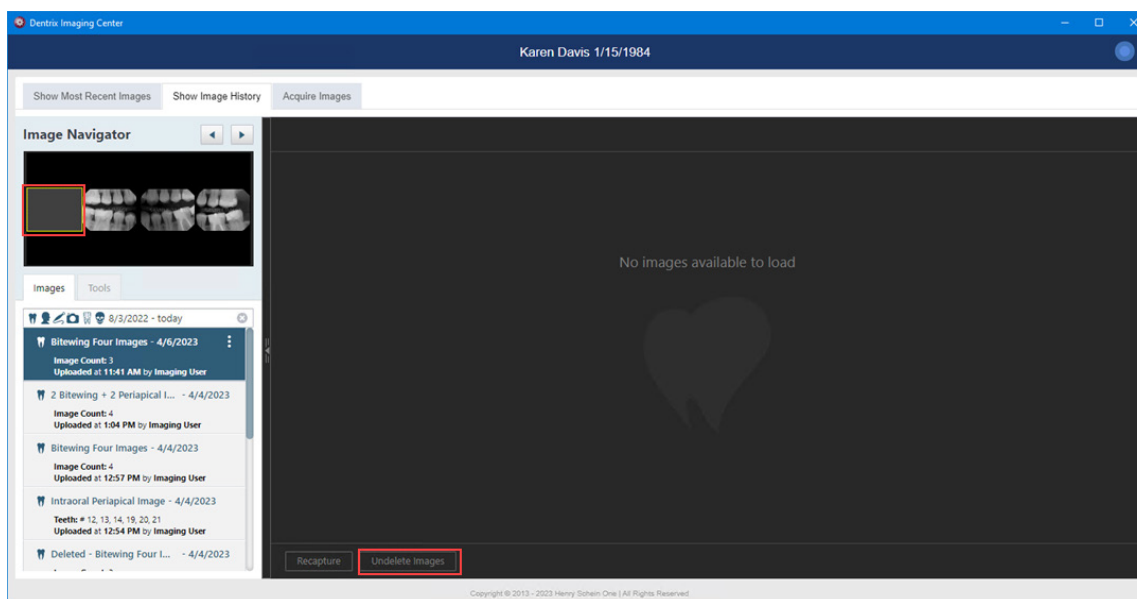 Dentrix Imaging Center
Karen Davis 1/15/1984
Show Most Recent Images
Show Image History
Acquire Images
Image Navigator
Images
Tools
8/3/2022 - today
Bitewing Four Images - 4/6/2023
Image Count: 3
Uploaded at 11:41 AM by Imaging User
2 Bitewing + 2 Periapical I... - 4/4/2023
Image Count: 4
Uploaded at 1:04 PM by Imaging User
Bitewing Four Images - 4/4/2023
Image Count: 4
Uploaded at 12:57 PM by Imaging User
Intraoral Periapical Image - 4/4/2023
Teeth: # 12, 13, 14, 19, 20, 21
Uploaded at 12:54 PM by Imaging User
Deleted - Bitewing Four I... - 4/4/2023
No images available to load
Recapture
Undelete Images
Copyright © 2013 - 2023 Henry Schein One | All Rights Reserved